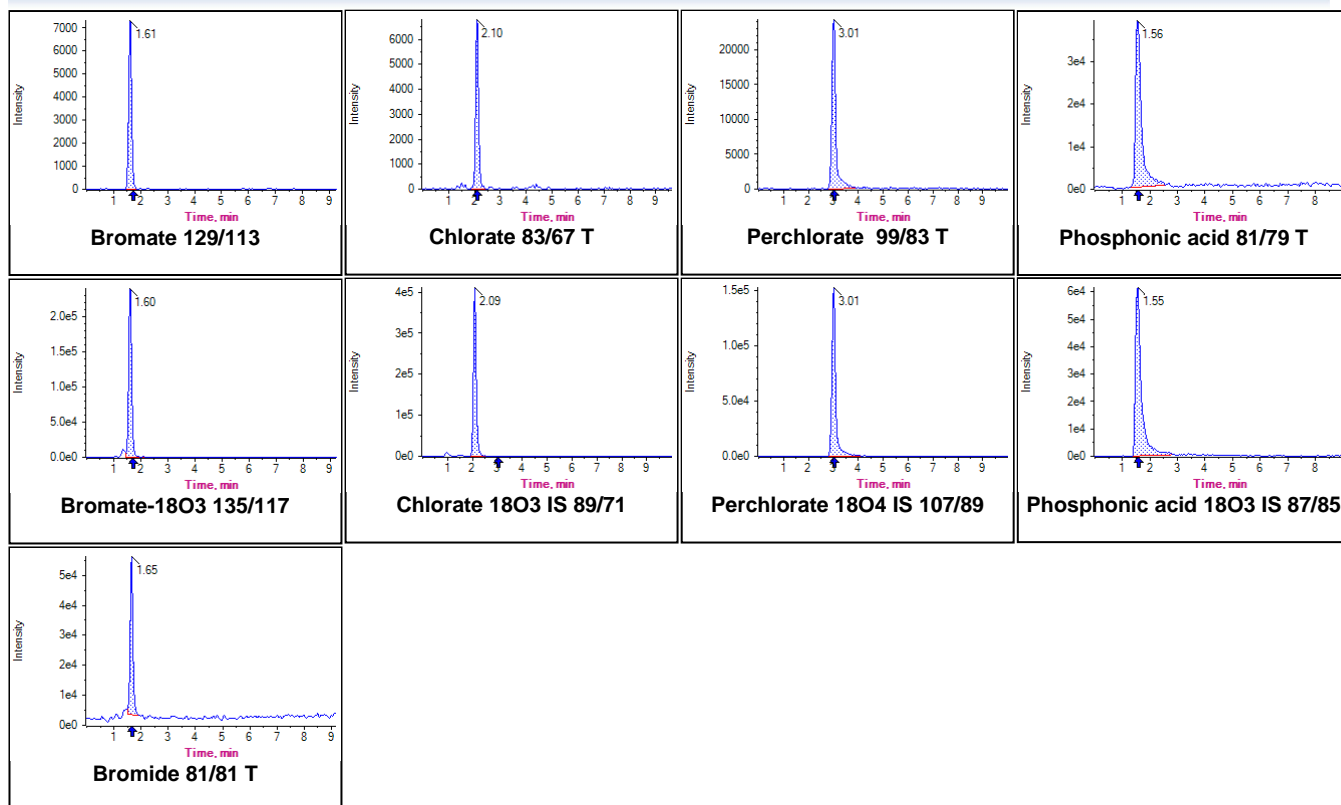 Intensity
7000
6000
5000
4000
3000
2000
1000
0
1.61
1 2 3 4 5 6 7 8 9
Time, min
Bromate 129/113
Intensity
6000
5000
4000
3000
2000
1000
0
2.10
1 2 3 4 5 6 7 8 9
Time, min
Chlorate 83/67 T
Intensity
20000
15000
10000
5000
0
3.01
1 2 3 4 5 6 7 8 9
Time, min
Perchlorate 99/83 T
Intensity
3e4
2e4
1e4
0e0
1.56
1 2 3 4 5 6 7 8
Time, min
Phosphonic acid 81/79 T
Intensity
2.0e5
1.5e5
1.0e5
5.0e4
0.0e0
1.60
1 2 3 4 5 6 7 8 9
Time, min
Bromate-18O3 135/117
Intensity
4e5
3e5
2e5
1e5
0e0
2.09
1 2 3 4 5 6 7 8 9
Time, min
Chlorate 18O3 IS 89/71
Intensity
1.5e5
1.0e5
5.0e4
0.0e0
3.01
1 2 3 4 5 6 7 8 9
Time, min
Perchlorate 18O4 IS 107/89
Intensity
6e4
5e4
4e4
3e4
2e4
1e4
0e0
1.55
1 2 3 4 5 6 7 8
Time, min
Phosphonic acid 18O3 IS 87/85
Intensity
5e4
4e4
3e4
2e4
1e4
0e0
1.65
1 2 3 4 5 6 7 8 9
Time, min
Bromide 81/81 T